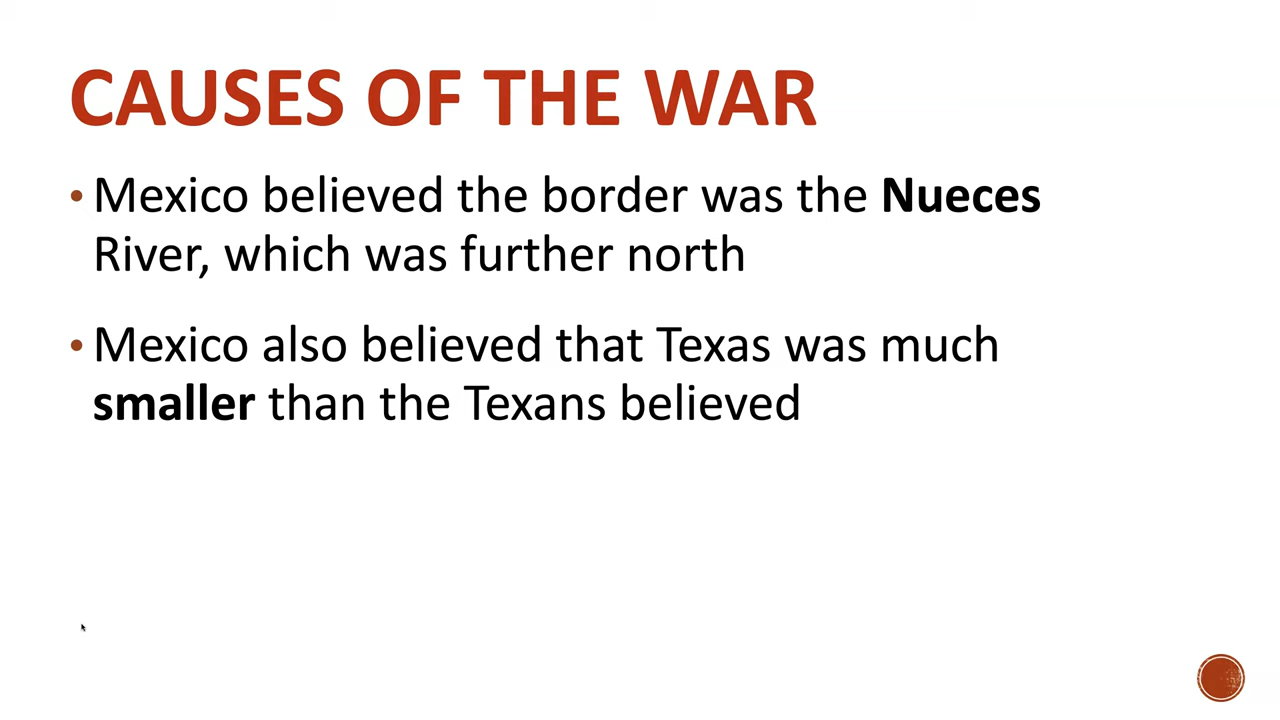 CAUSES OF THE WAR
• Mexico believed the border was the Nueces
River, which was further north
• Mexico also believed that Texas was much
smaller than the Texans believed